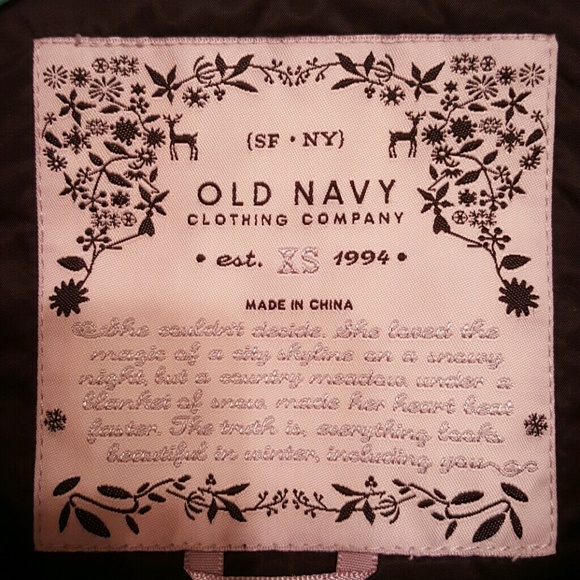 {SF • NY}
OLD NAVY
CLOTHING COMPANY
• est. XS 1994 •
MADE IN CHINA
She couldn't decide. She loved the
magic of a city skyline on a snowy
night, but a country meadow under a
blanket of snow made her heart beat
faster. The truth is, everything looks
beautiful in winter, including you